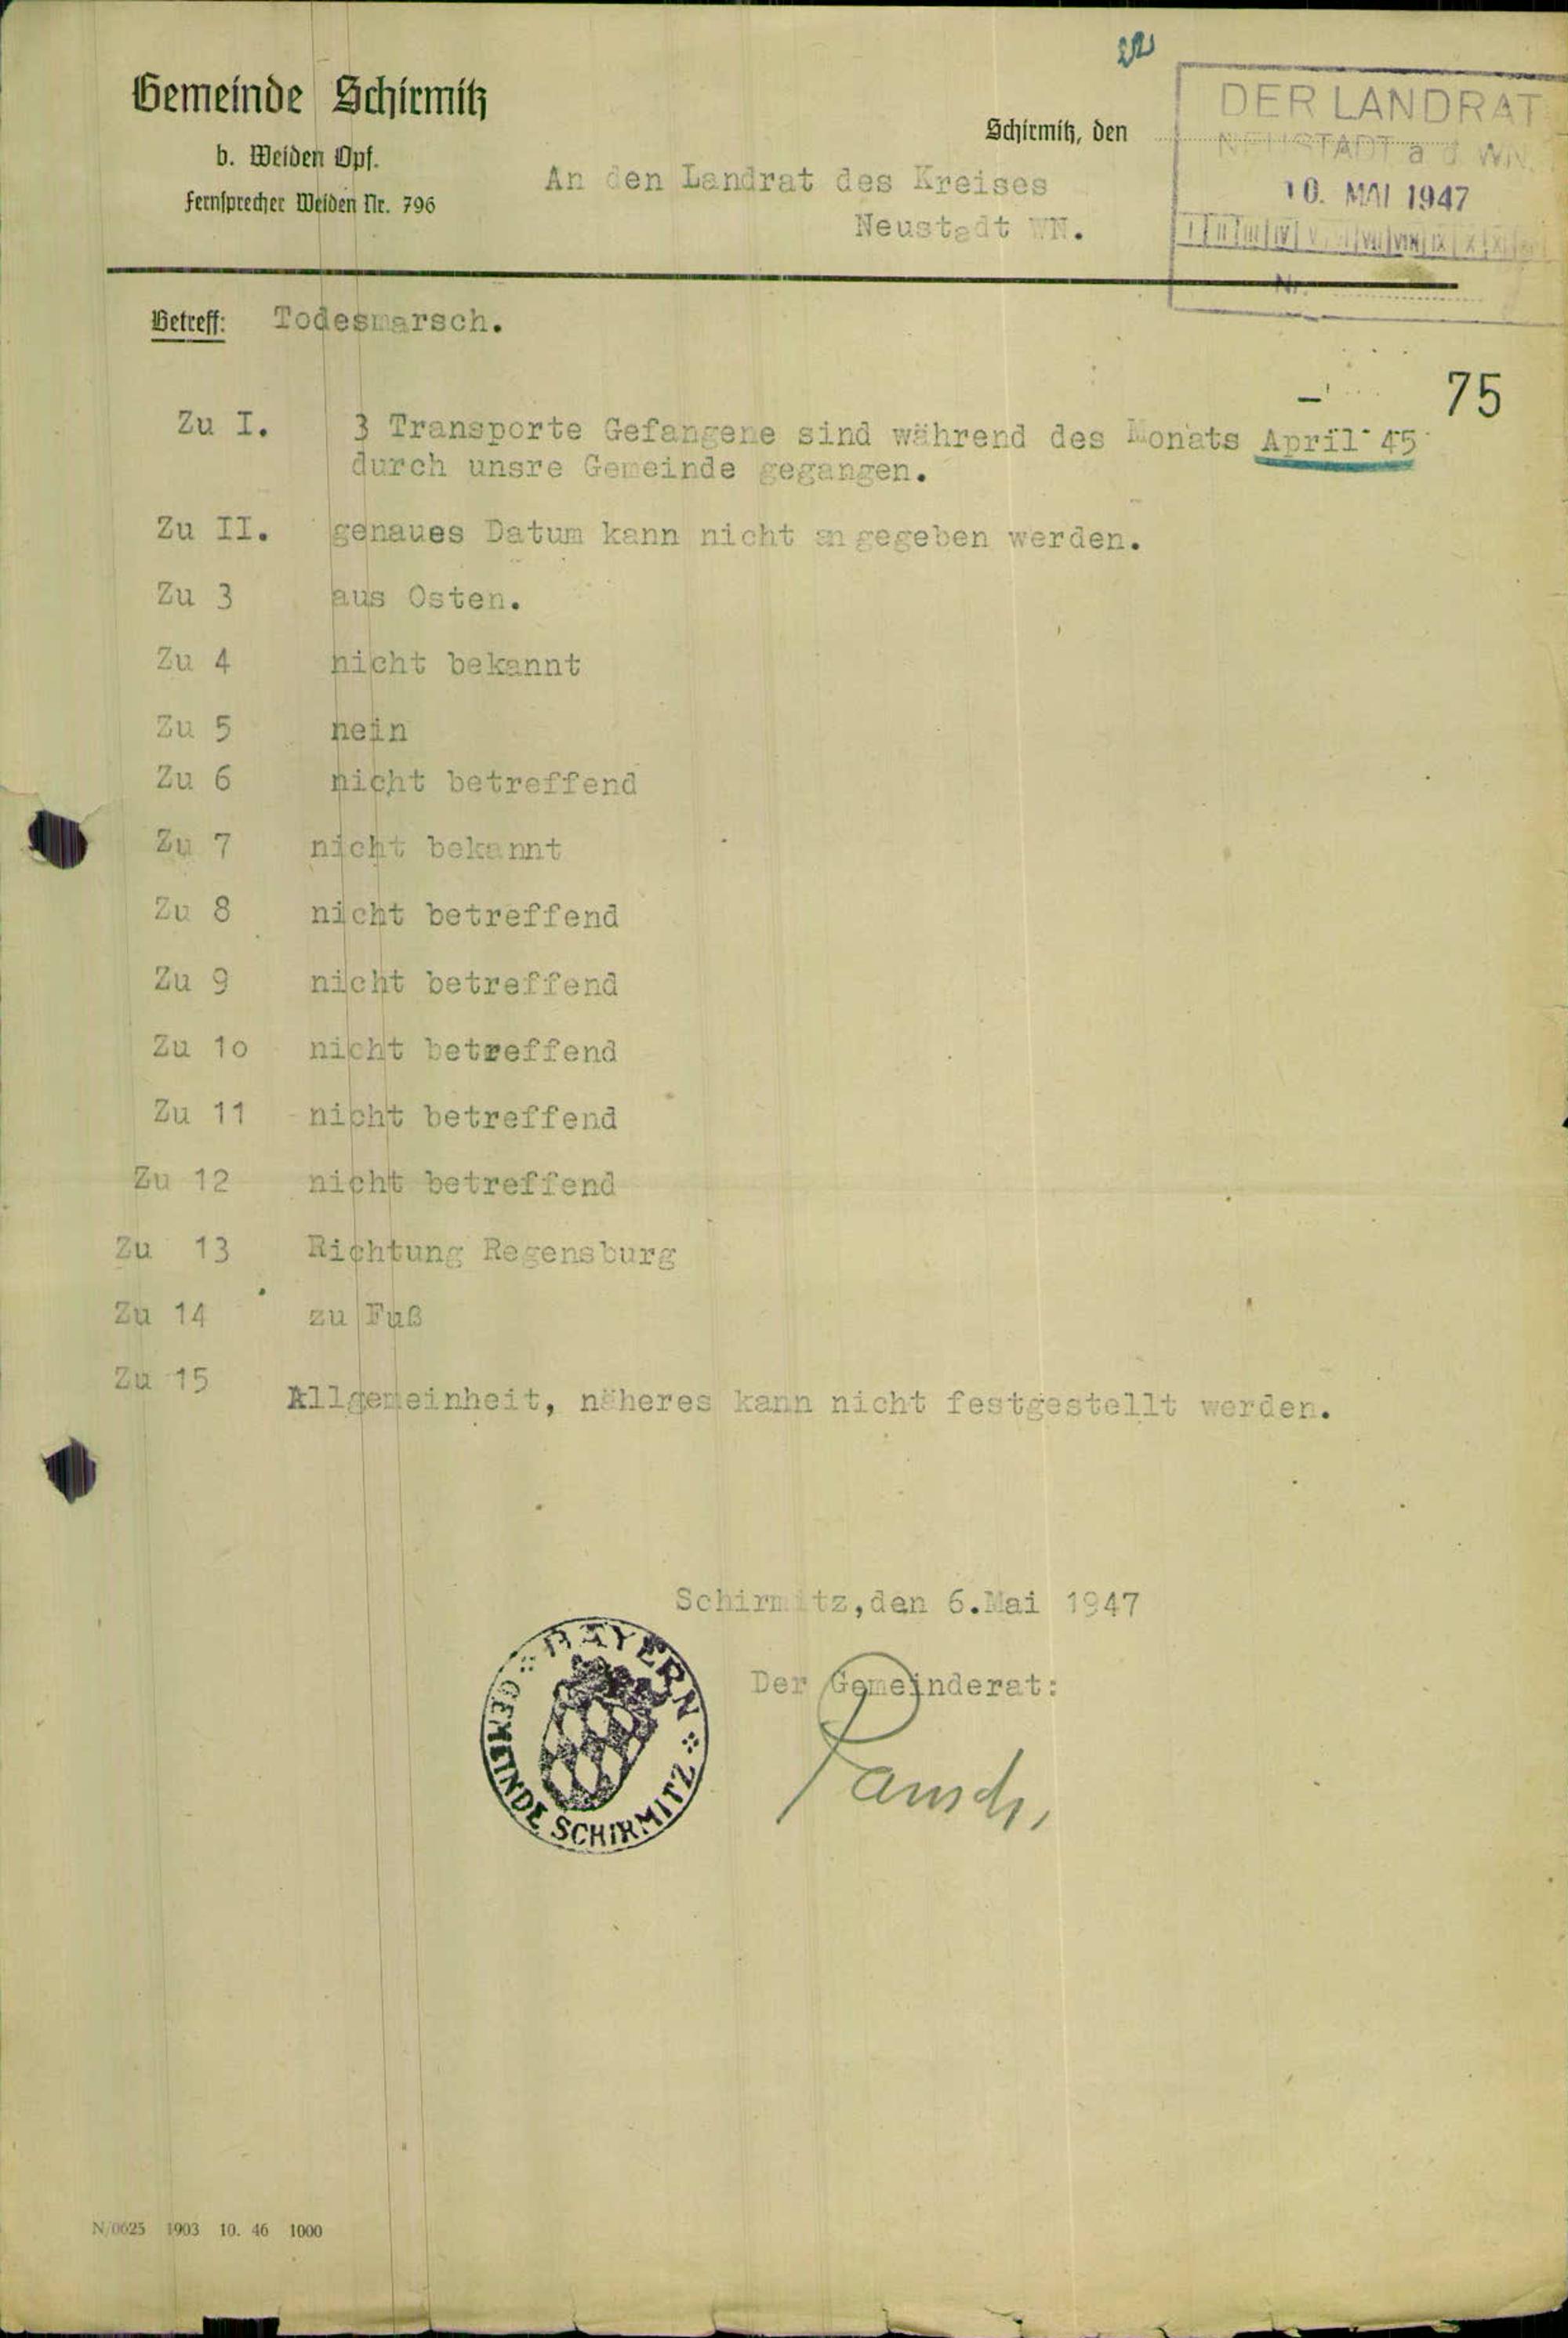 Gemeinde Schirmitz
b. Weiden Opf.
Fernsprecher Weiden Nr. 796
Schirmitz, den
An den Landrat des Kreises
Neustadt WN.
DER LANDRAT
NEUSTADT a d WN.
10. MAI 1947
Nr.
Betreff: Todesmarsch.
75
Zu I. 3 Transporte Gefangene sind während des Monats April 45
durch unsre Gemeinde gegangen.
Zu II. genaues Datum kann nicht angegeben werden.
Zu 3 aus Osten.
Zu 4 nicht bekannt
Zu 5 nein
Zu 6 nicht betreffend
Zu 7 nicht bekannt
Zu 8 nicht betreffend
Zu 9 nicht betreffend
Zu 1o nicht betreffend
Zu 11 nicht betreffend
Zu 12 nicht betreffend
Zu 13 Richtung Regensburg
Zu 14 zu Fuß
Zu 15 Allgemeinheit, näheres kann nicht festgestellt werden.
Schirmitz,den 6.Mai 1947
Der Gemeinderat:
BAYERN
GEMEINDE SCHIRMITZ
N/0625 1903 10. 46 1000